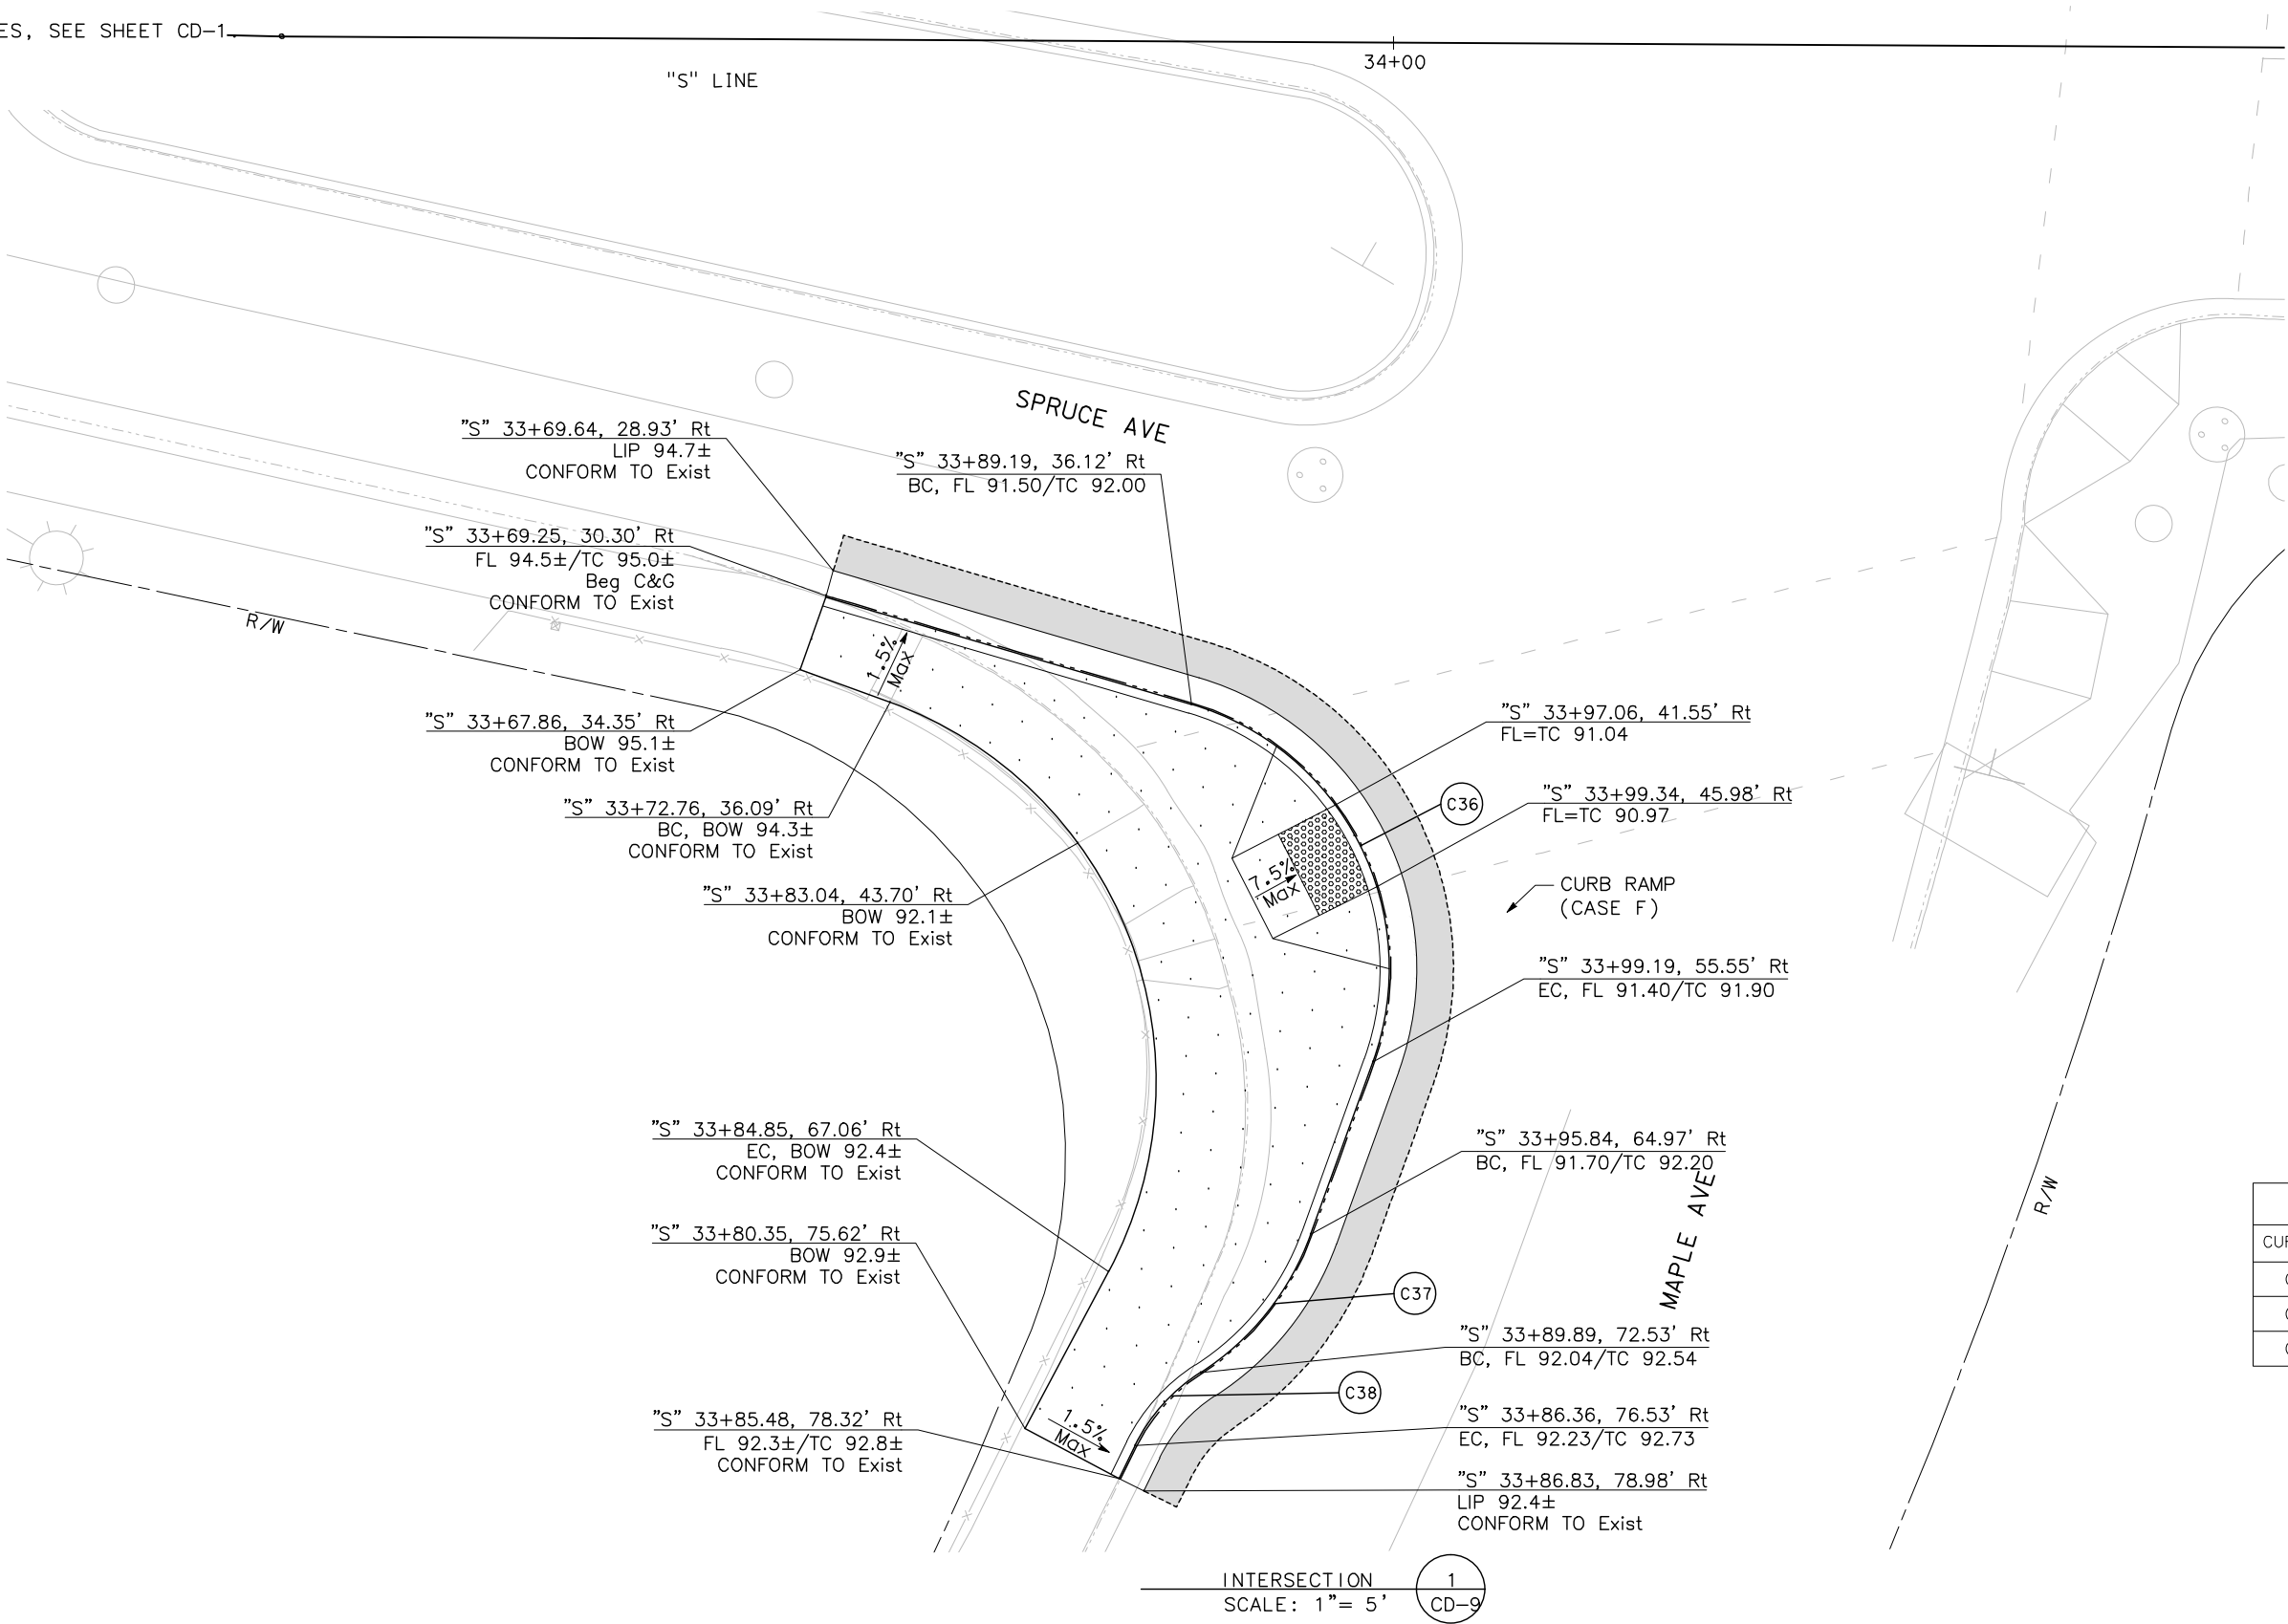 ES, SEE SHEET CD-1.
34+00
"S" LINE
SPRUCE AVE
"S" 33+69.64, 28.93' Rt
LIP 94.7±
CONFORM TO Exist
"S" 33+89.19, 36.12' Rt
BC, FL 91.50/TC 92.00
"S" 33+69.25, 30.30' Rt
FL 94.5±/TC 95.0±
Beg C&G
CONFORM TO Exist
R/W
1.5%
Max
"S" 33+67.86, 34.35' Rt
BOW 95.1±
CONFORM TO Exist
"S" 33+97.06, 41.55' Rt
FL=TC 91.04
"S" 33+72.76, 36.09' Rt
BC, BOW 94.3±
CONFORM TO Exist
C36
"S" 33+99.34, 45.98' Rt
FL=TC 90.97
7.5%
Max
"S" 33+83.04, 43.70' Rt
BOW 92.1±
CONFORM TO Exist
CURB RAMP
(CASE F)
"S" 33+99.19, 55.55' Rt
EC, FL 91.40/TC 91.90
"S" 33+84.85, 67.06' Rt
EC, BOW 92.4±
CONFORM TO Exist
"S" 33+95.84, 64.97' Rt
BC, FL 91.70/TC 92.20
MAPLE AVE
R/W
"S" 33+80.35, 75.62' Rt
BOW 92.9±
CONFORM TO Exist
C37
"S" 33+89.89, 72.53' Rt
BC, FL 92.04/TC 92.54
C38
"S" 33+85.48, 78.32' Rt
FL 92.3±/TC 92.8±
CONFORM TO Exist
1.5%
Max
"S" 33+86.36, 76.53' Rt
EC, FL 92.23/TC 92.73
"S" 33+86.83, 78.98' Rt
LIP 92.4±
CONFORM TO Exist
INTERSECTION
SCALE: 1"= 5'
1
CD-9